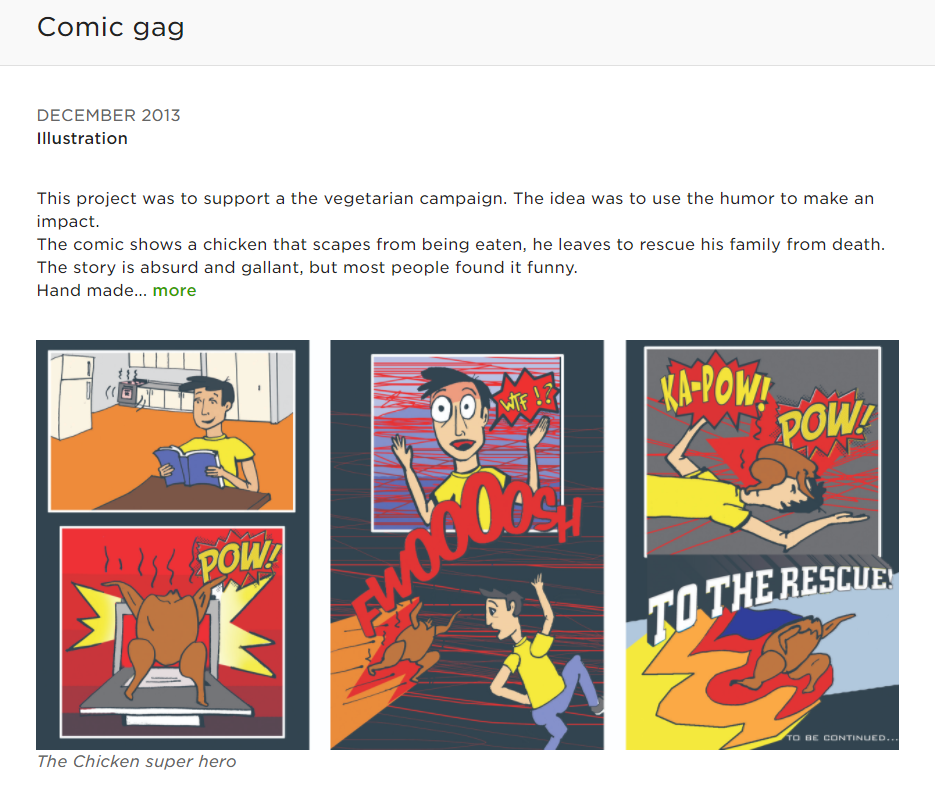 Comic gag
DECEMBER 2013
Illustration
This project was to support a the vegetarian campaign. The idea was to use the humor to make an
impact.
The comic shows a chicken that scapes from being eaten, he leaves to rescue his family from death.
The story is absurd and gallant, but most people found it funny.
Hand made... more
POW!
WTF !?
FWOOOOSH
KA-POW!
POW!
TO THE RESCUE!
TO BE CONTINUED...
The Chicken super hero